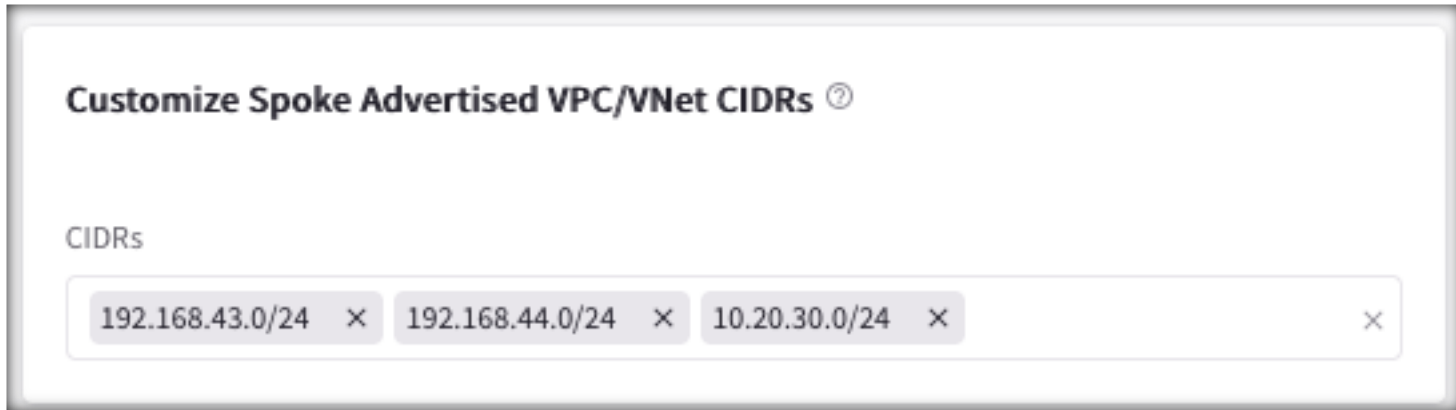 Customize Spoke Advertised VPC/VNet CIDRs ?
CIDRs
192.168.43.0/24 × 192.168.44.0/24 × 10.20.30.0/24 × ×